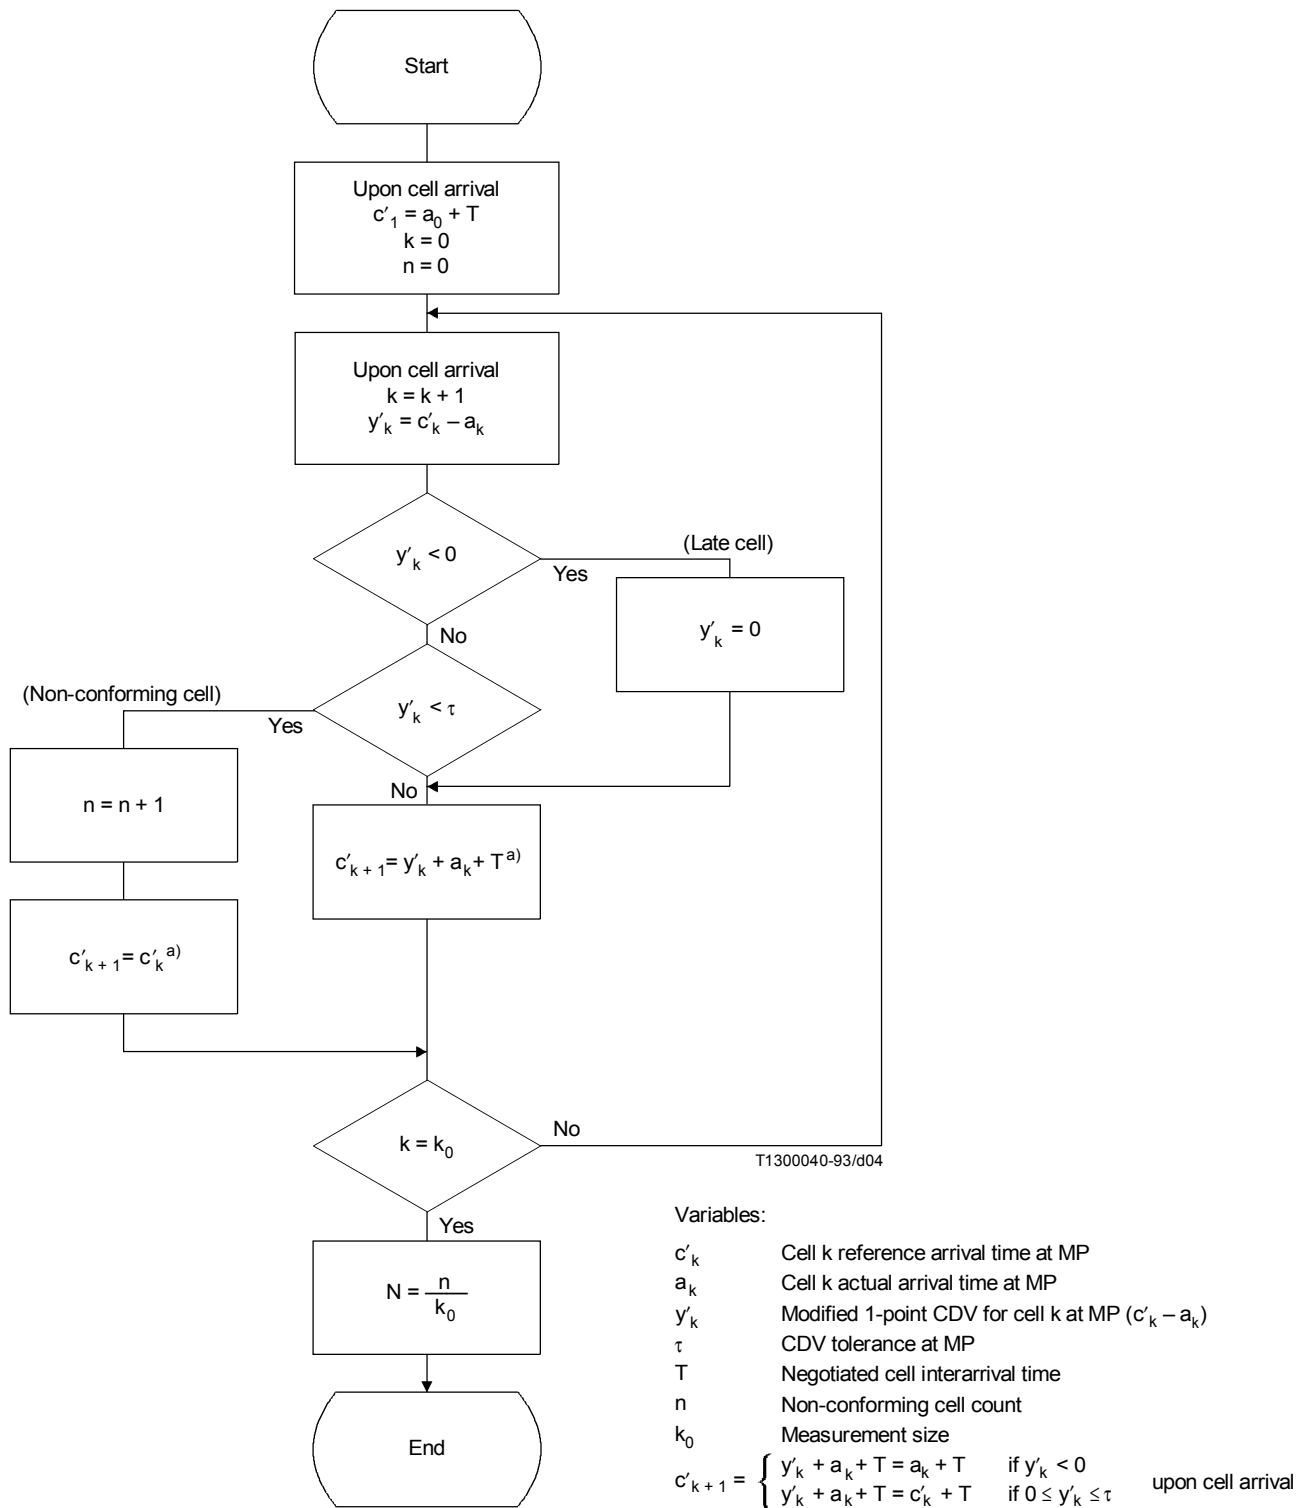 Start
Upon cell arrival
c′₁ = a₀ + T
k = 0
n = 0
Upon cell arrival
k = k + 1
y′ₖ = c′ₖ – aₖ
y′ₖ < 0
(Late cell)
Yes
y′ₖ = 0
No
(Non-conforming cell)
Yes
y′ₖ < τ
No
n = n + 1
c′ₖ ₊ ₁ = y′ₖ + aₖ + T ᵃ⁾
c′ₖ ₊ ₁ = c′ₖ ᵃ⁾
k = k₀
No
T1300040-93/d04
Yes
N = n / k₀
End
Variables:
c′ₖ Cell k reference arrival time at MP
aₖ Cell k actual arrival time at MP
y′ₖ Modified 1-point CDV for cell k at MP (c′ₖ – aₖ)
τ CDV tolerance at MP
T Negotiated cell interarrival time
n Non-conforming cell count
k₀ Measurement size
c′ₖ ₊ ₁ = { y′ₖ + aₖ + T = aₖ + T if y′ₖ < 0
y′ₖ + aₖ + T = c′ₖ + T if 0 ≤ y′ₖ ≤ τ upon cell arrival